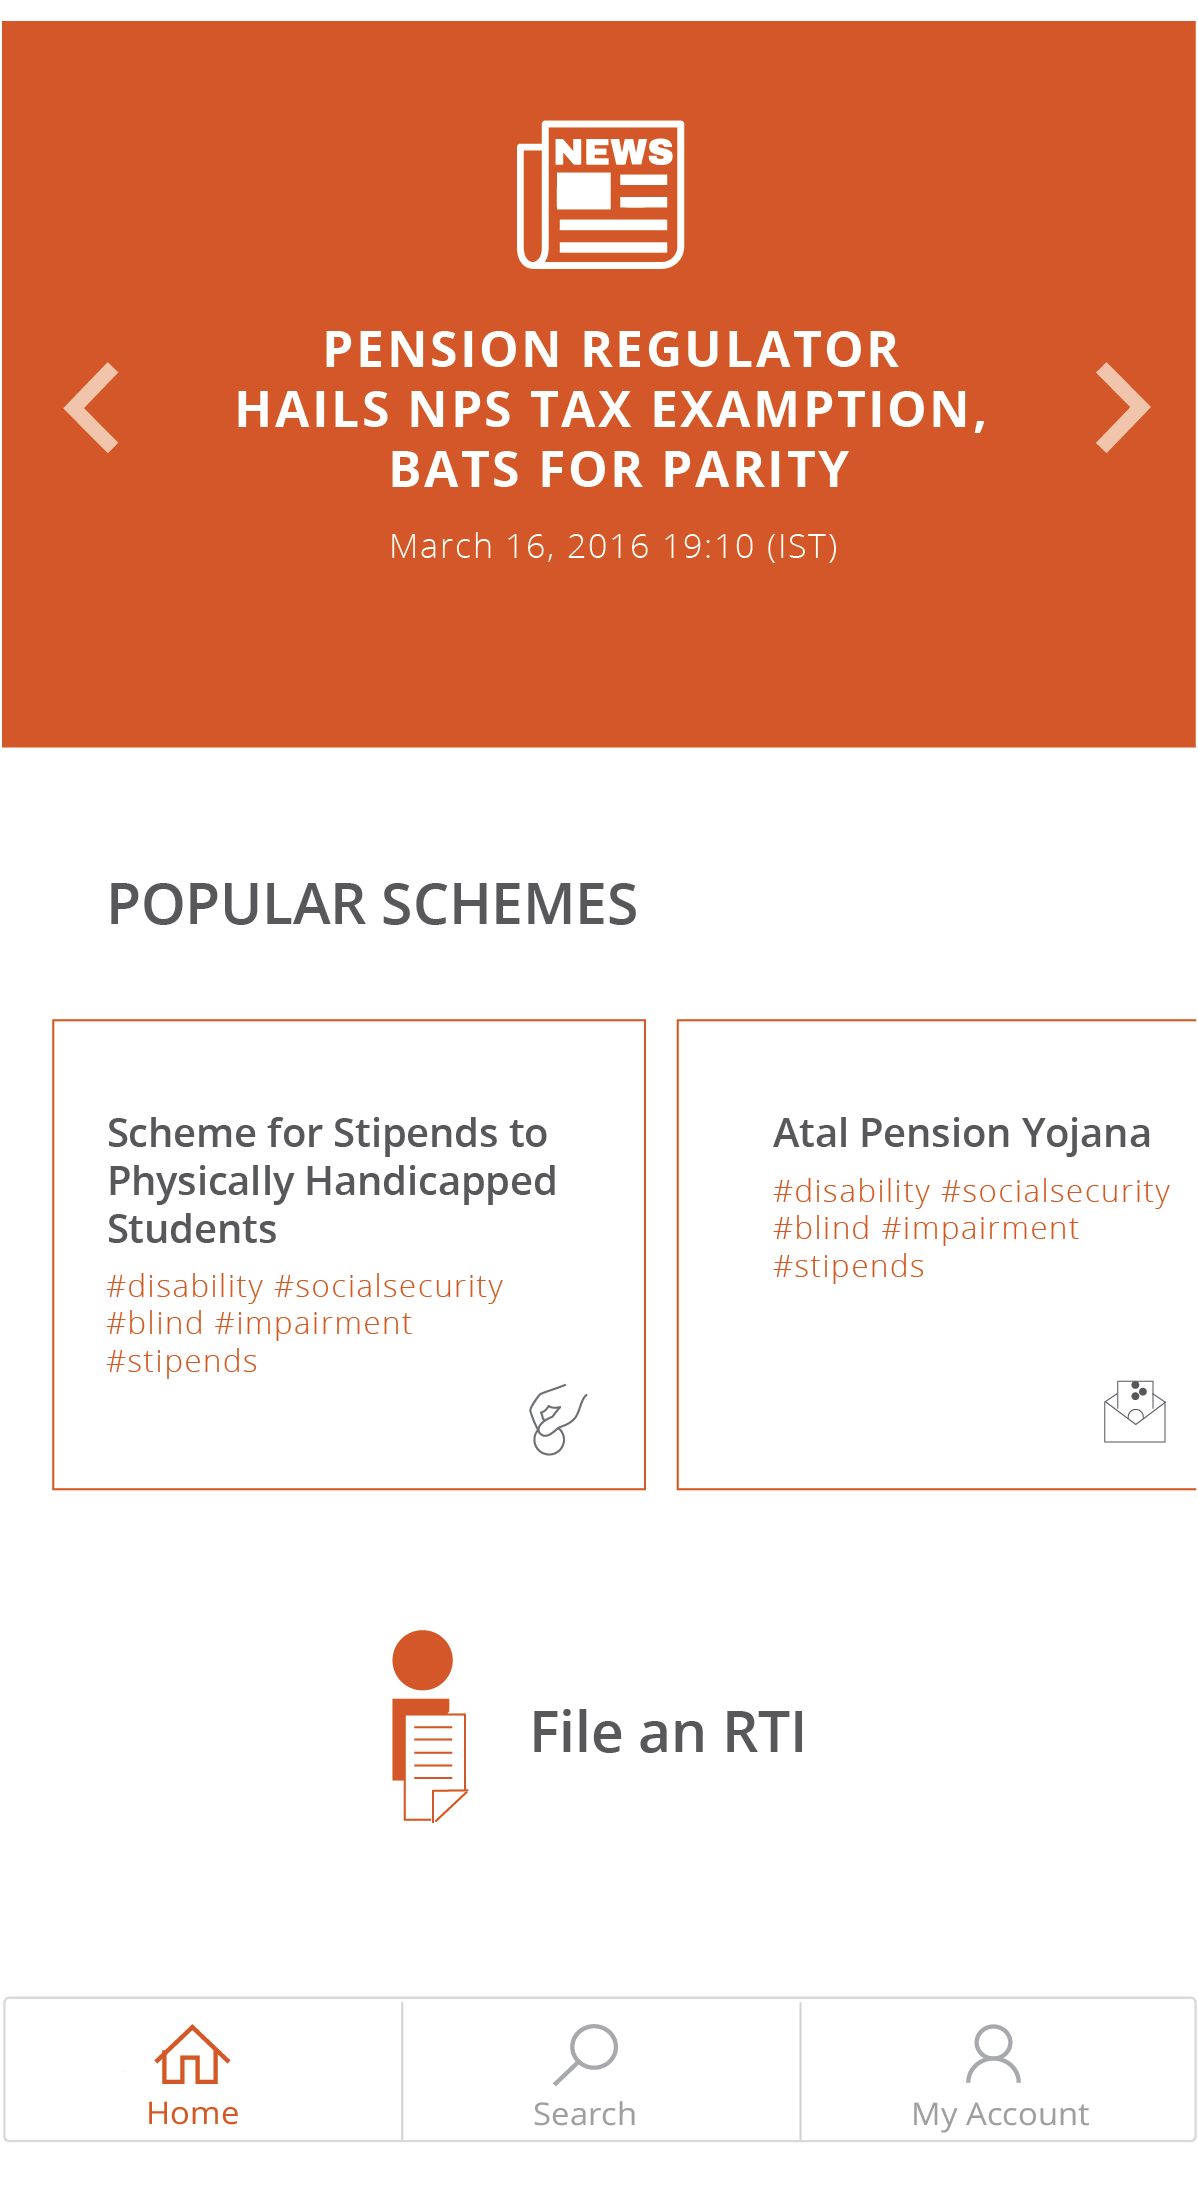 NEWS
PENSION REGULATOR
HAILS NPS TAX EXAMPTION,
BATS FOR PARITY
March 16, 2016 19:10 (IST)
POPULAR SCHEMES
Scheme for Stipends to
Physically Handicapped
Students
#disability #socialsecurity
#blind #impairment
#stipends
Atal Pension Yojana
#disability #socialsecurity
#blind #impairment
#stipends
File an RTI
Home
Search
My Account